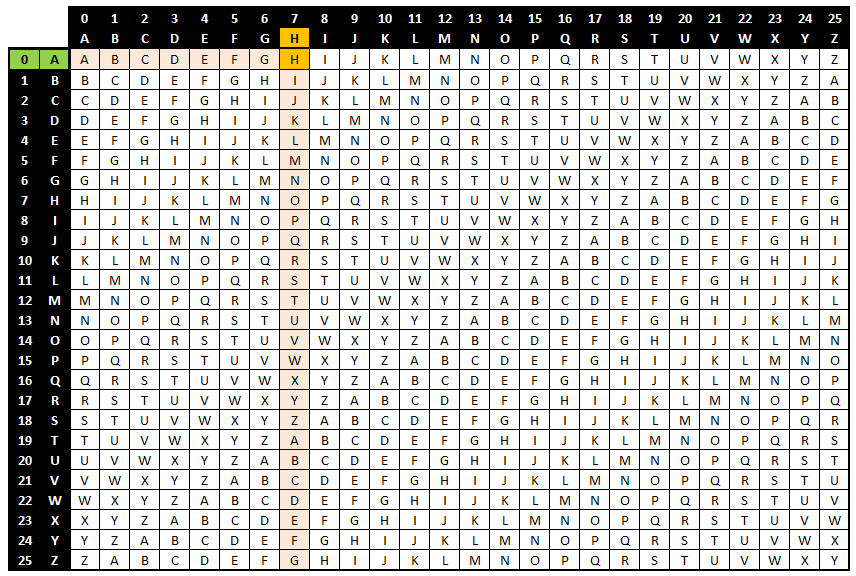 0 1 2 3 4 5 6 7 8 9 10 11 12 13 14 15 16 17 18 19 20 21 22 23 24 25
A B C D E F G H I J K L M N O P Q R S T U V W X Y Z
0 A A B C D E F G H I J K L M N O P Q R S T U V W X Y Z
1 B B C D E F G H I J K L M N O P Q R S T U V W X Y Z A
2 C C D E F G H I J K L M N O P Q R S T U V W X Y Z A B
3 D D E F G H I J K L M N O P Q R S T U V W X Y Z A B C
4 E E F G H I J K L M N O P Q R S T U V W X Y Z A B C D
5 F F G H I J K L M N O P Q R S T U V W X Y Z A B C D E
6 G G H I J K L M N O P Q R S T U V W X Y Z A B C D E F
7 H H I J K L M N O P Q R S T U V W X Y Z A B C D E F G
8 I I J K L M N O P Q R S T U V W X Y Z A B C D E F G H
9 J J K L M N O P Q R S T U V W X Y Z A B C D E F G H I
10 K K L M N O P Q R S T U V W X Y Z A B C D E F G H I J
11 L L M N O P Q R S T U V W X Y Z A B C D E F G H I J K
12 M M N O P Q R S T U V W X Y Z A B C D E F G H I J K L
13 N N O P Q R S T U V W X Y Z A B C D E F G H I J K L M
14 O O P Q R S T U V W X Y Z A B C D E F G H I J K L M N
15 P P Q R S T U V W X Y Z A B C D E F G H I J K L M N O
16 Q Q R S T U V W X Y Z A B C D E F G H I J K L M N O P
17 R R S T U V W X Y Z A B C D E F G H I J K L M N O P Q
18 S S T U V W X Y Z A B C D E F G H I J K L M N O P Q R
19 T T U V W X Y Z A B C D E F G H I J K L M N O P Q R S
20 U U V W X Y Z A B C D E F G H I J K L M N O P Q R S T
21 V V W X Y Z A B C D E F G H I J K L M N O P Q R S T U
22 W W X Y Z A B C D E F G H I J K L M N O P Q R S T U V
23 X X Y Z A B C D E F G H I J K L M N O P Q R S T U V W
24 Y Y Z A B C D E F G H I J K L M N O P Q R S T U V W X
25 Z Z A B C D E F G H I J K L M N O P Q R S T U V W X Y